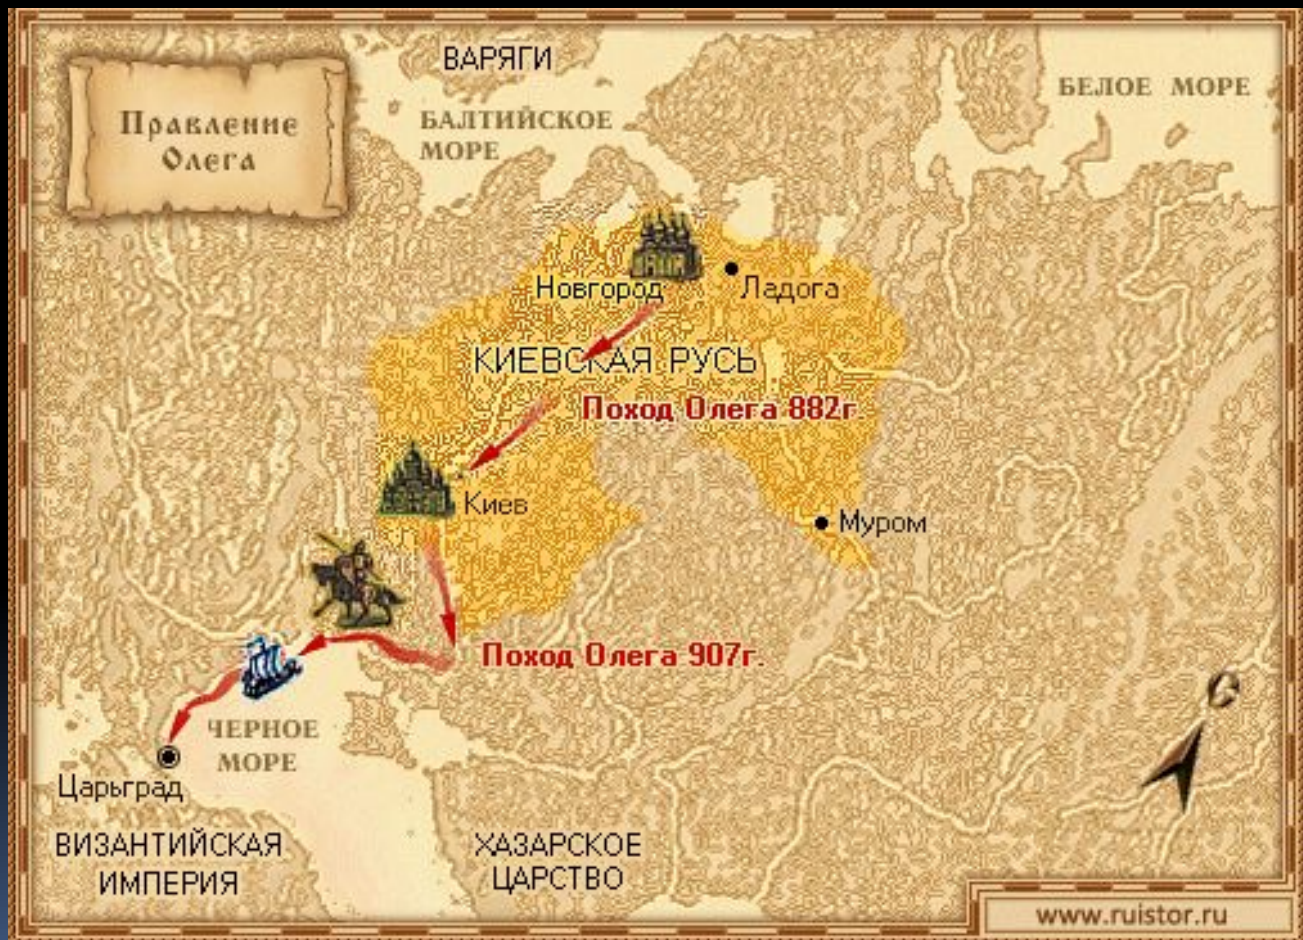 ВАРЯГИ
Правление
Олега
БАЛТИЙСКОЕ
МОРЕ
БЕЛОЕ МОРЕ
Новгород
Ладога
КИЕВСКАЯ РУСЬ
Поход Олега 882г.
Киев
Муром
Поход Олега 907г.
С
ЧЕРНОЕ
МОРЕ
Царьград
ВИЗАНТИЙСКАЯ
ИМПЕРИЯ
ХАЗАРСКОЕ
ЦАРСТВО
www.ruistor.ru